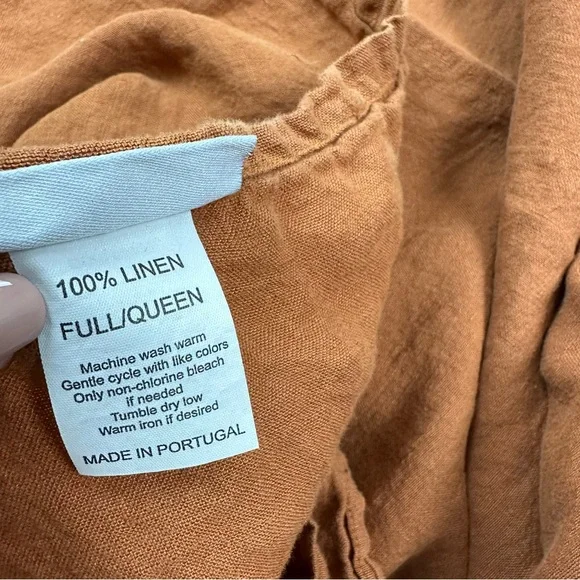 100% LINEN
FULL/QUEEN
Machine wash warm
Gentle cycle with like colors
Only non-chlorine bleach
if needed
Tumble dry low
Warm iron if desired
MADE IN PORTUGAL